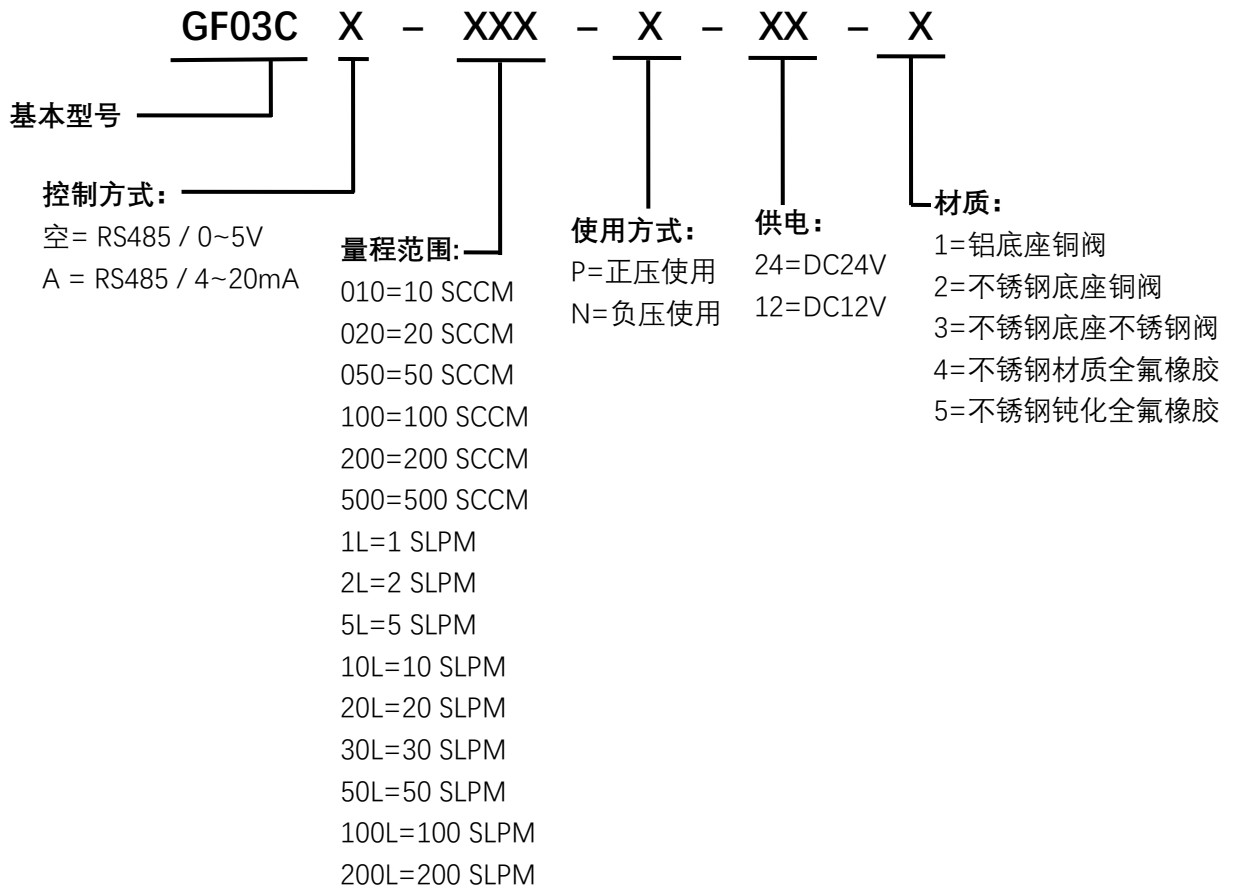 GF03C X – XXX – X – XX – X
基本型号
控制方式：
空= RS485 / 0~5V
A = RS485 / 4~20mA
量程范围:
010=10 SCCM
020=20 SCCM
050=50 SCCM
100=100 SCCM
200=200 SCCM
500=500 SCCM
1L=1 SLPM
2L=2 SLPM
5L=5 SLPM
10L=10 SLPM
20L=20 SLPM
30L=30 SLPM
50L=50 SLPM
100L=100 SLPM
200L=200 SLPM
使用方式：
P=正压使用
N=负压使用
供电：
24=DC24V
12=DC12V
材质：
1=铝底座铜阀
2=不锈钢底座铜阀
3=不锈钢底座不锈钢阀
4=不锈钢材质全氟橡胶
5=不锈钢钝化全氟橡胶